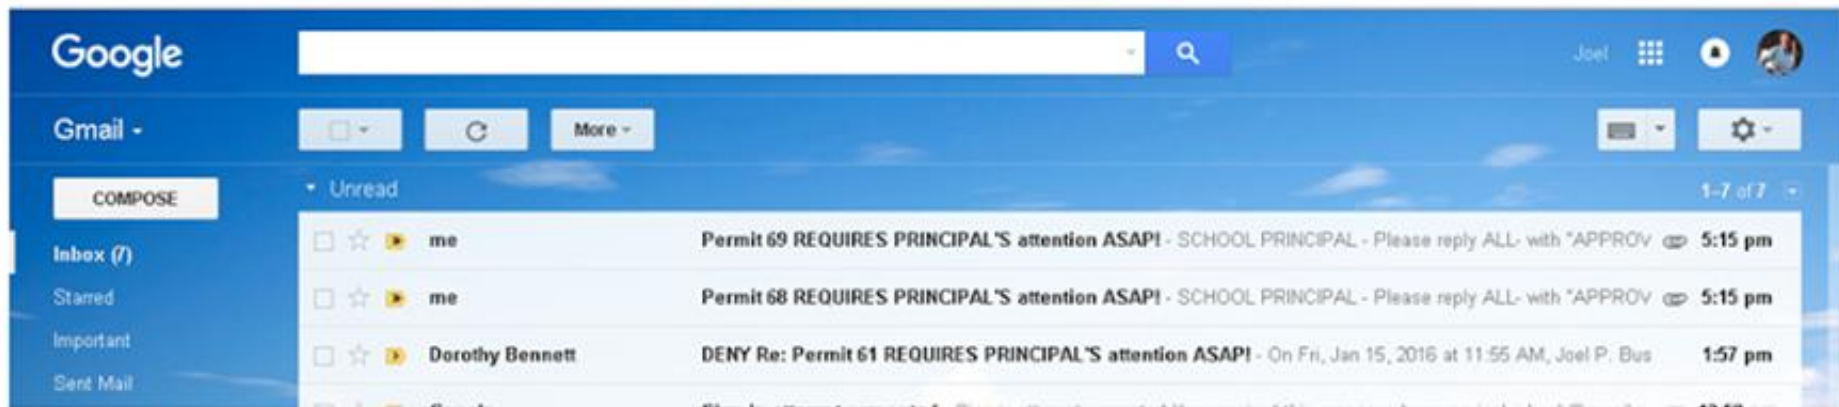 Google
Joel
Gmail
More
COMPOSE
Unread
1-7 of 7
Inbox (7)
me Permit 69 REQUIRES PRINCIPAL'S attention ASAP! - SCHOOL PRINCIPAL - Please reply ALL- with "APPROV 5:15 pm
Starred
me Permit 68 REQUIRES PRINCIPAL'S attention ASAP! - SCHOOL PRINCIPAL - Please reply ALL- with "APPROV 5:15 pm
Important
Dorothy Bennett DENY Re: Permit 61 REQUIRES PRINCIPAL'S attention ASAP! - On Fri, Jan 15, 2016 at 11:55 AM, Joel P. Bus 1:57 pm
Sent Mail